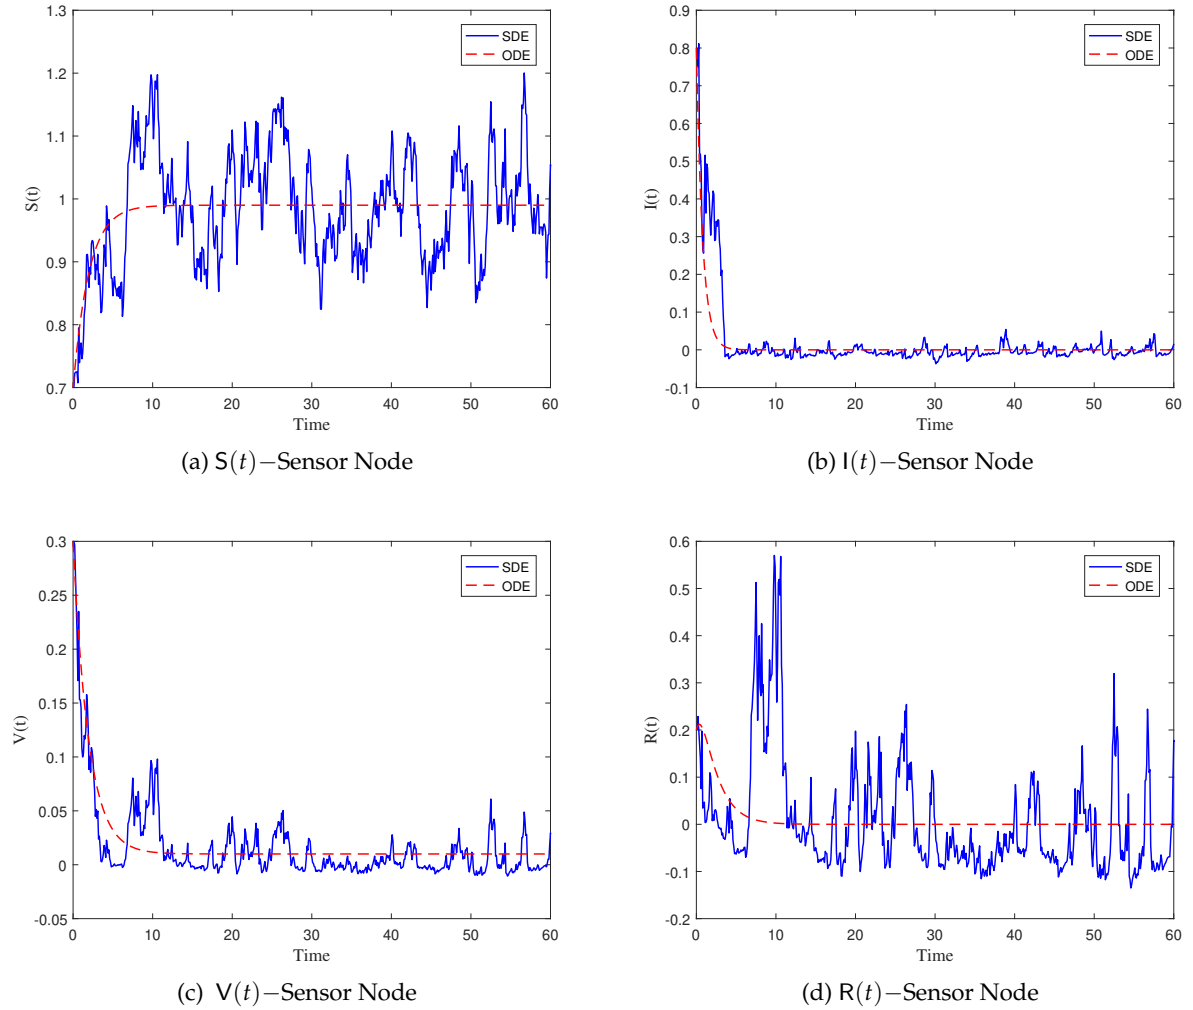 1.3
1.2
1.1
1
0.9
0.8
0.7
S(t)
0 10 20 30 40 50 60
Time
SDE
ODE
(a) S(t)−Sensor Node
0.9
0.8
0.7
0.6
0.5
0.4
0.3
0.2
0.1
0
-0.1
I(t)
0 10 20 30 40 50 60
Time
SDE
ODE
(b) I(t)−Sensor Node
0.3
0.25
0.2
0.15
0.1
0.05
0
-0.05
V(t)
0 10 20 30 40 50 60
Time
SDE
ODE
(c) V(t)−Sensor Node
0.6
0.5
0.4
0.3
0.2
0.1
0
-0.1
-0.2
R(t)
0 10 20 30 40 50 60
Time
SDE
ODE
(d) R(t)−Sensor Node